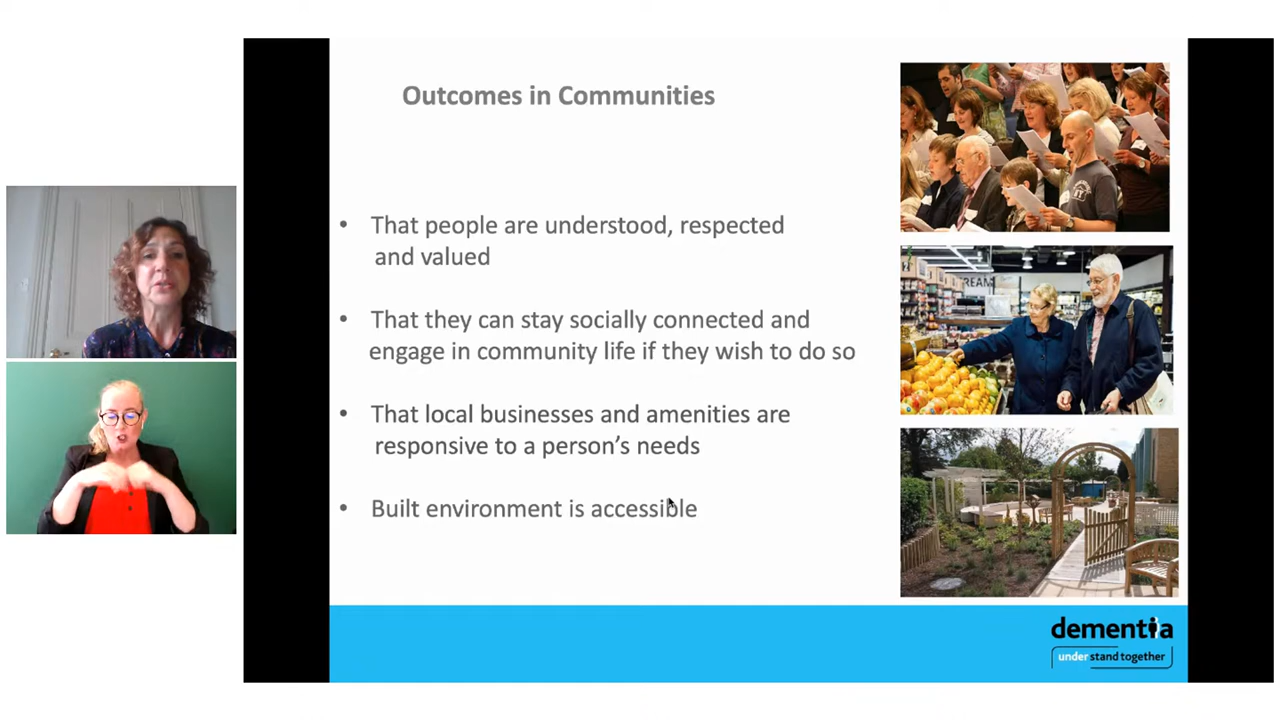 Outcomes in Communities
• That people are understood, respected
and valued
• That they can stay socially connected and
engage in community life if they wish to do so
• That local businesses and amenities are
responsive to a person's needs
• Built environment is accessible
REAM
dementia
understand together